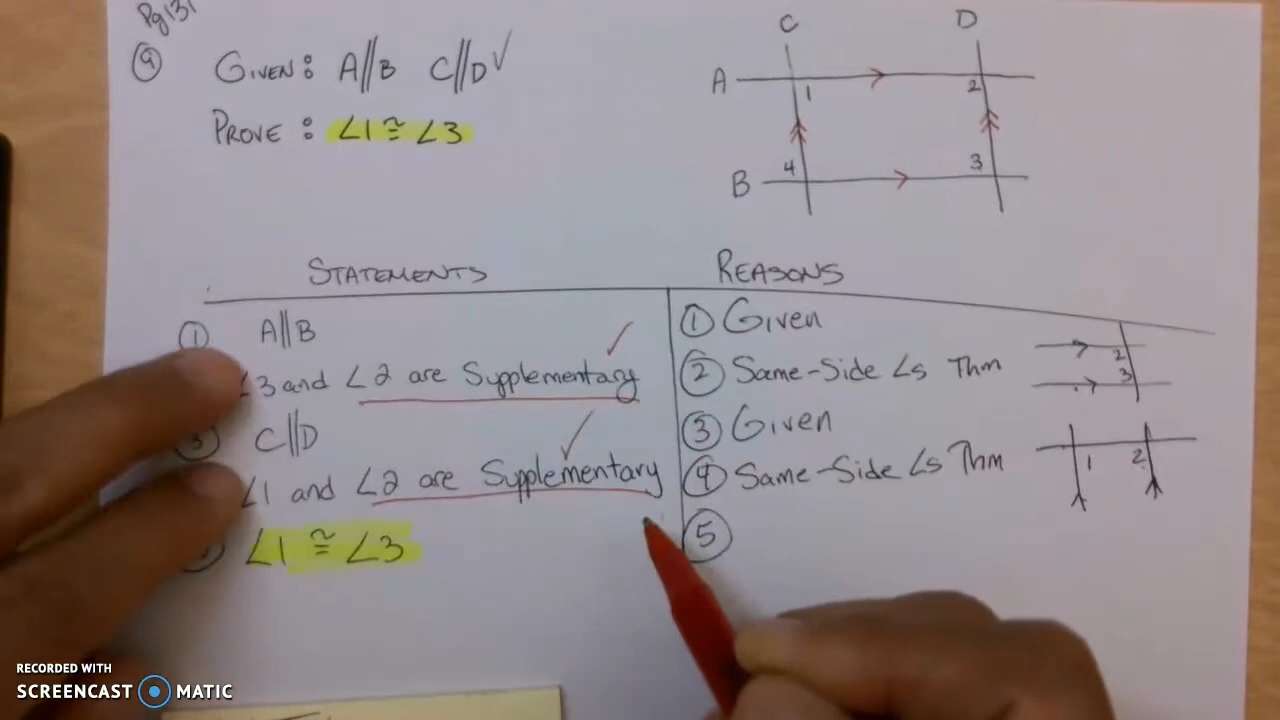 Pg 131
9 Given: A//B C//D ✓
Prove: ∠1 ≅ ∠3
C D
A 1 2
B 4 3
Statements Reasons
1 A//B 1 Given
∠3 and ∠2 are Supplementary ✓ 2 Same-Side ∠s Thm 2 3
3 C//D 3 Given
∠1 and ∠2 are Supplementary ✓ 4 Same-Side ∠s Thm 1 2
∠1 ≅ ∠3 5
RECORDED WITH
SCREENCAST O MATIC